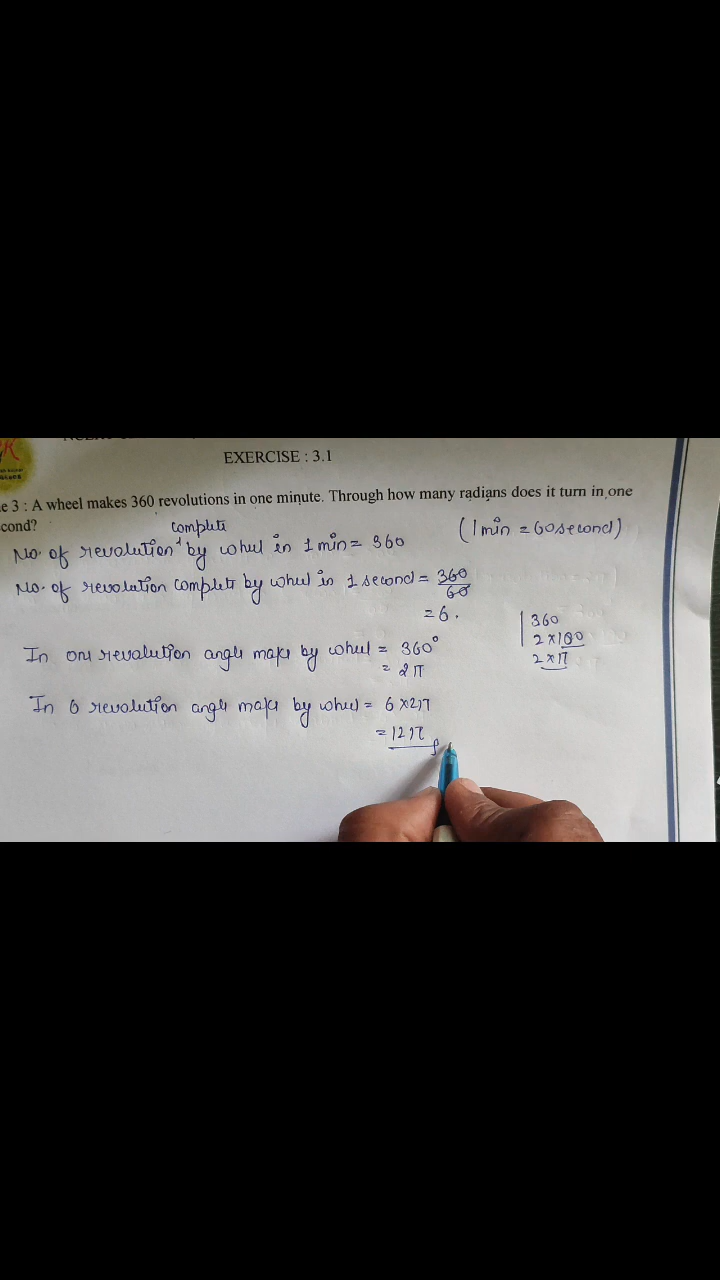 EXERCISE : 3.1
e 3 : A wheel makes 360 revolutions in one minute. Through how many radians does it turn in one
cond?
complete
No. of revolution by wheel in 1 min = 360 (1 min = 60 second)
No. of revolution complete by wheel in 1 second = 360/60
= 6.
360
2×180
2×π
In one revolution angle make by wheel = 360°
= 2π
In 6 revolution angle make by wheel = 6×2π
= 12π